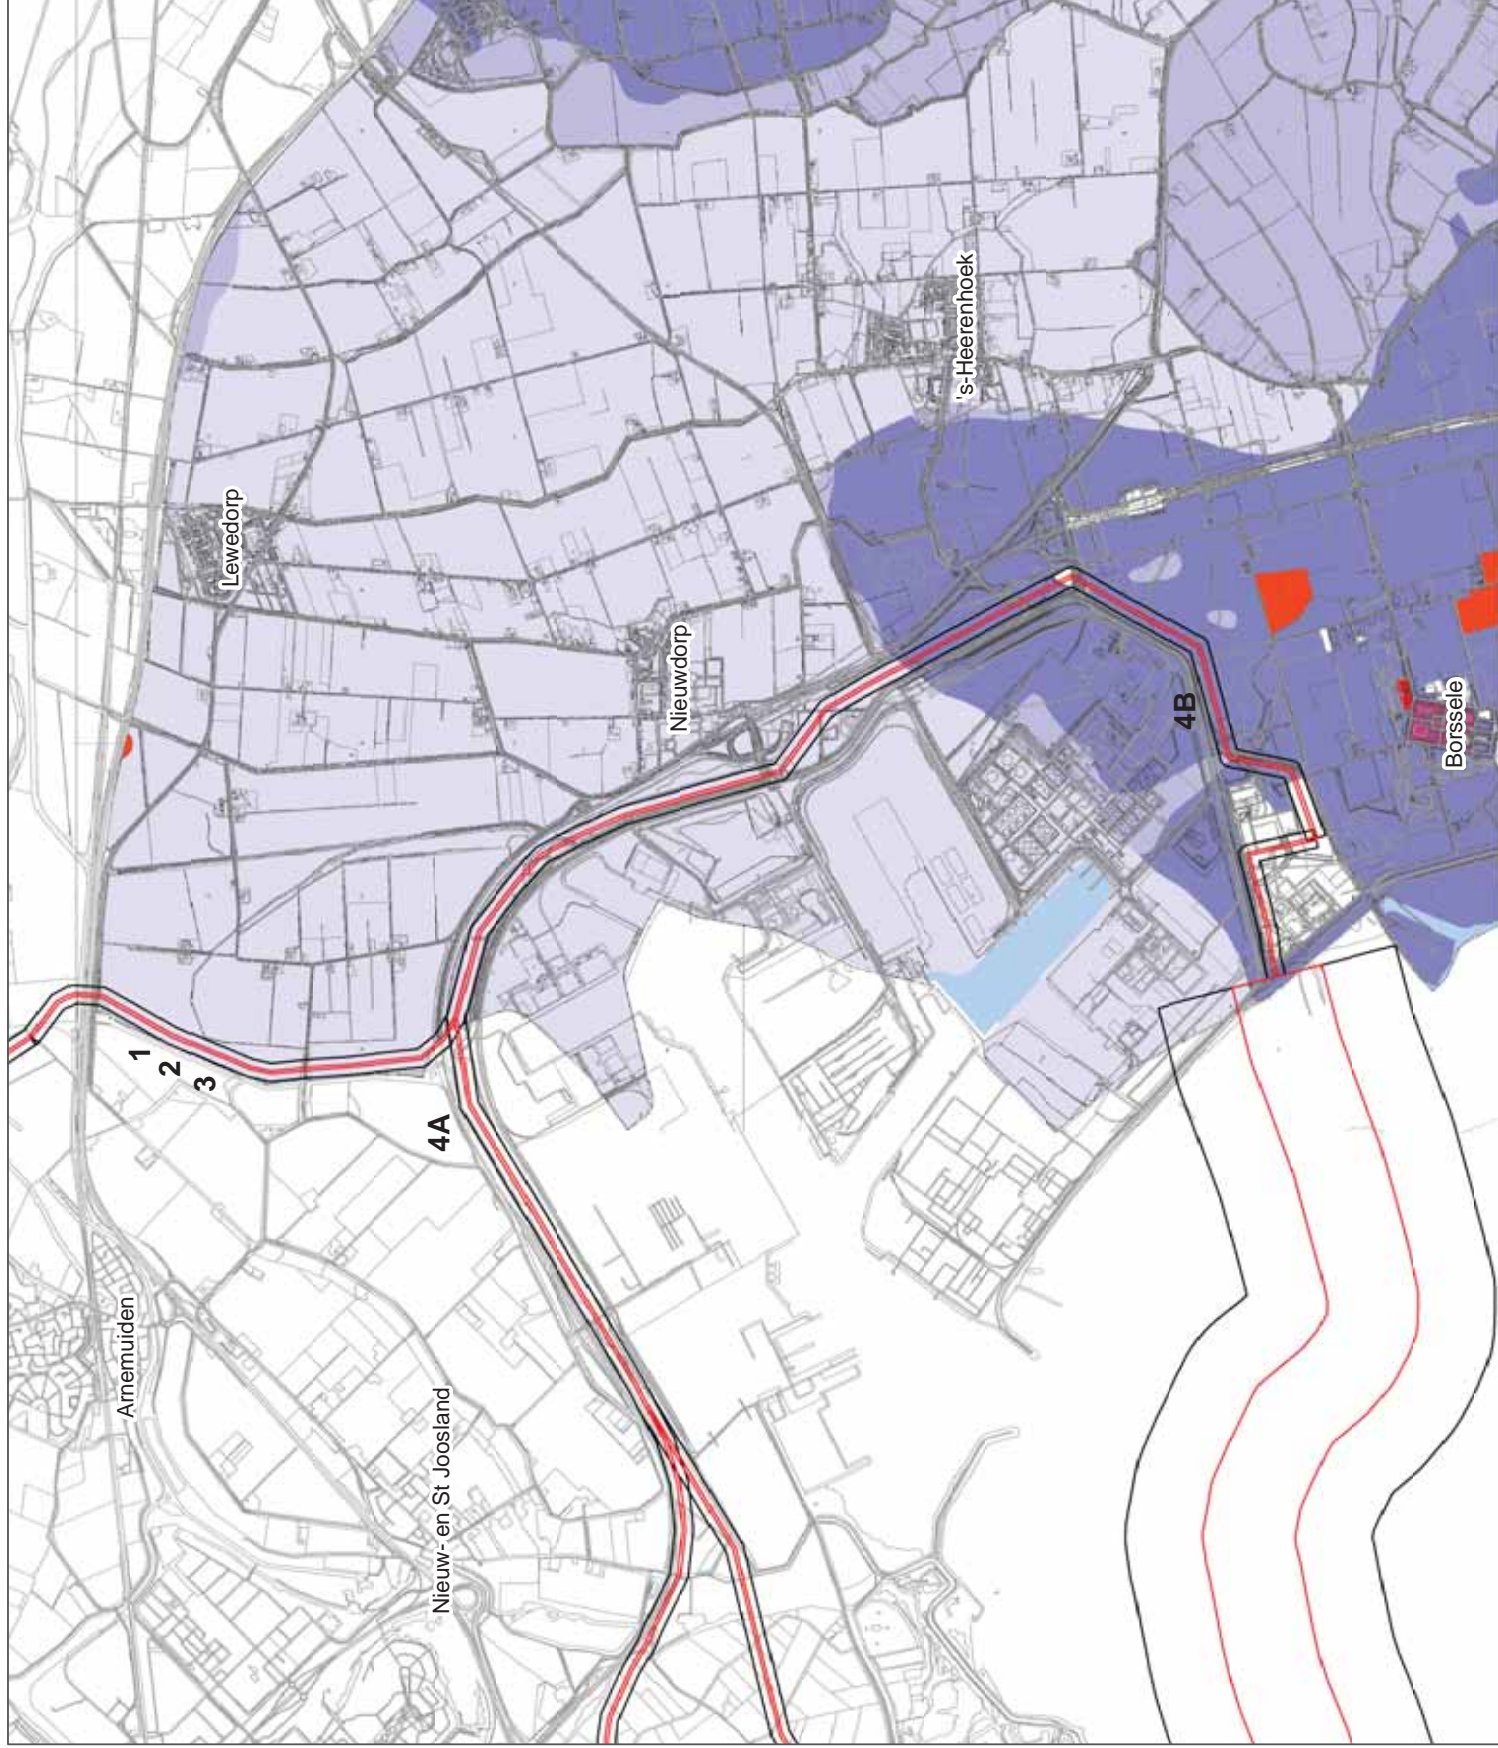 Arnemuiden
Nieuw- en St Joosland
Lewedorp
Nieuwdorp
's-Heerenhoek
Borssele
1
2
3
4A
4B